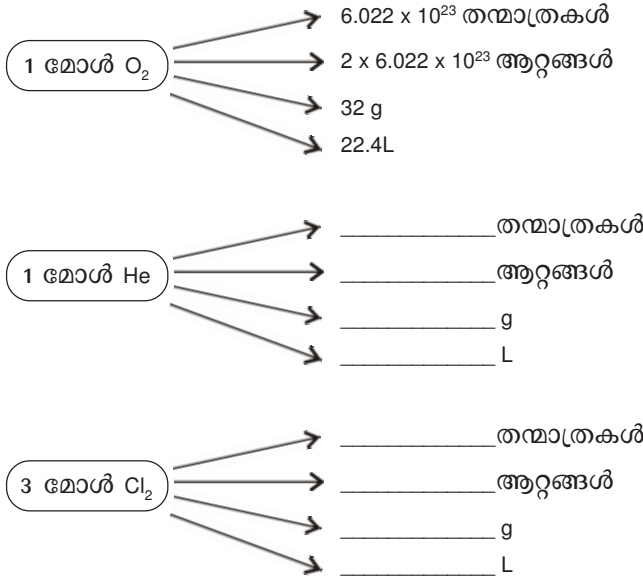 1 മോൾ O₂
6.022 x 10²³ തന്മാത്രകൾ
2 x 6.022 x 10²³ ആറ്റങ്ങൾ
32 g
22.4L
1 മോൾ He
______________തന്മാത്രകൾ
______________ആറ്റങ്ങൾ
______________ g
______________ L
3 മോൾ Cl₂
______________തന്മാത്രകൾ
______________ആറ്റങ്ങൾ
______________ g
______________ L